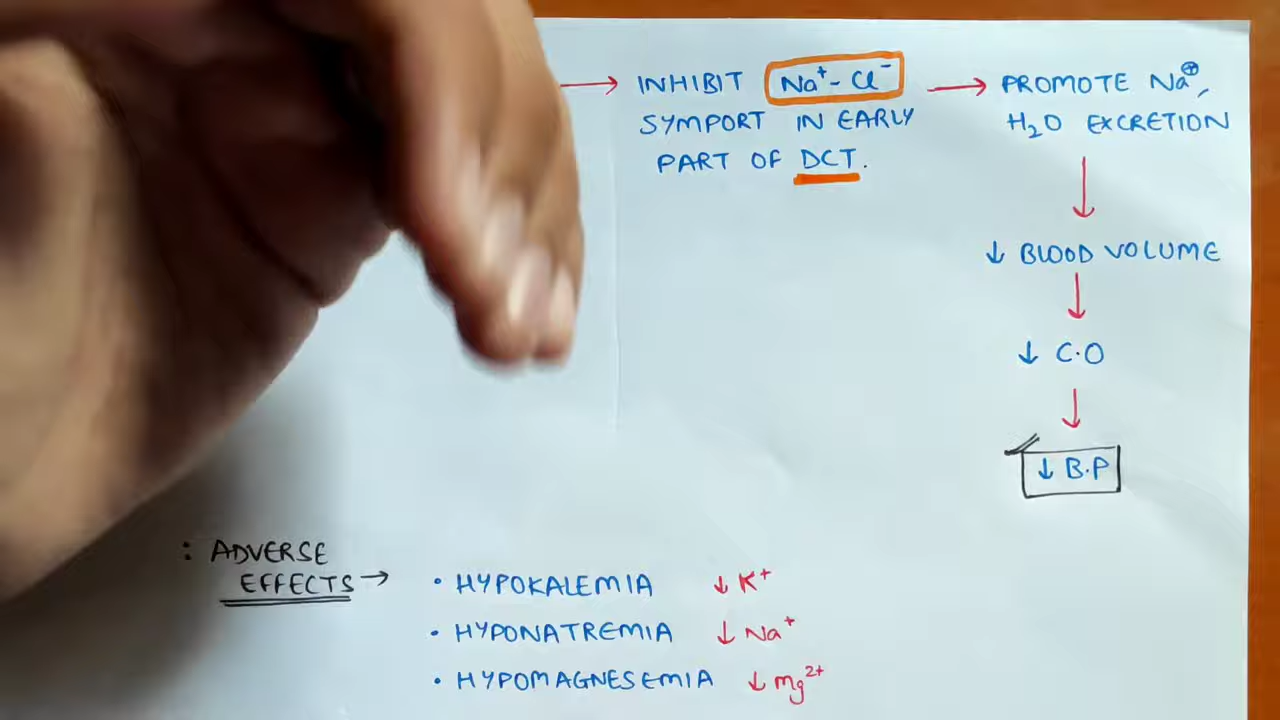 → INHIBIT Na⁺-Cl⁻ → PROMOTE Na⊕,
SYMPORT IN EARLY H₂O EXCRETION
PART OF DCT.
↓ BLOOD VOLUME
↓ C.O
↓ B.P
: ADVERSE
EFFECTS →
• HYPOKALEMIA ↓ K⁺
• HYPONATREMIA ↓ Na⁺
• HYPOMAGNESEMIA ↓ Mg²⁺